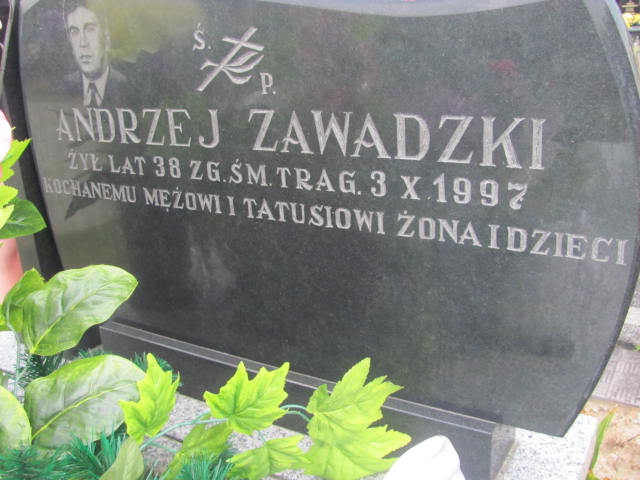 Ś. P.
ANDRZEJ ZAWADZKI
ŻYŁ LAT 38 ZG. ŚM. TRAG. 3 X 1997
KOCHANEMU MĘŻOWI I TATUSIOWI ŻONA I DZIECI